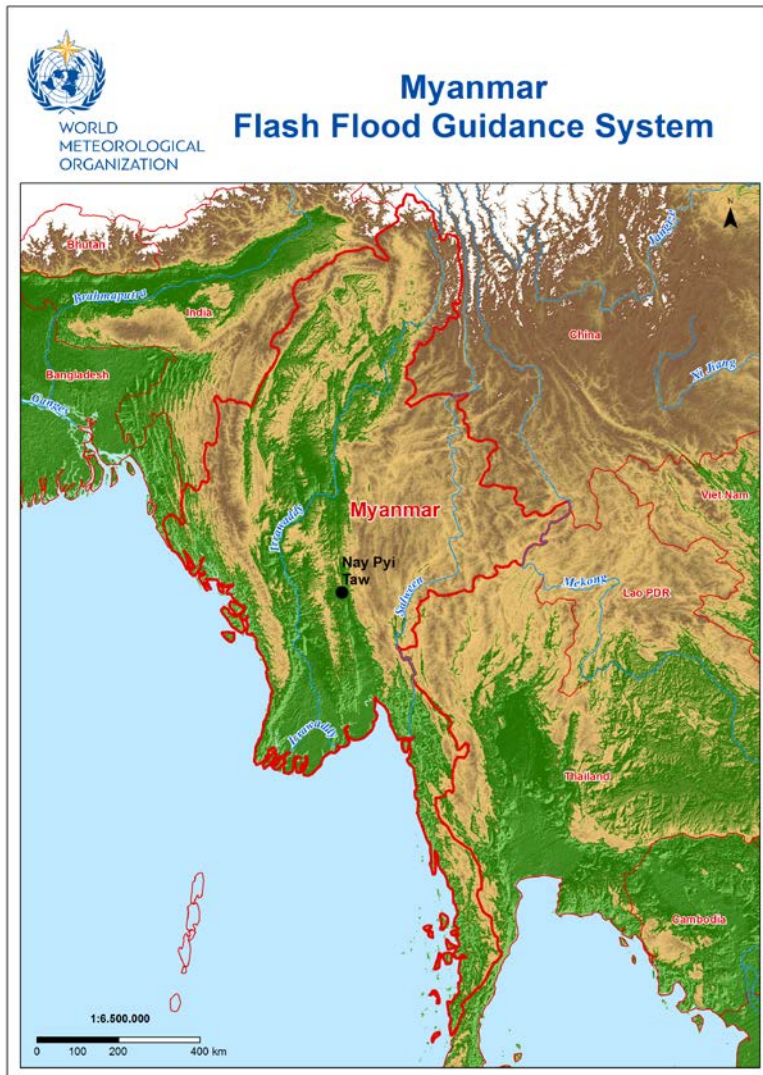 WORLD
METEOROLOGICAL
ORGANIZATION
Myanmar
Flash Flood Guidance System
N
Bhutan
Jangtze
Brahmaputra
India
China
Bangladesh
Xi Jiang
Ganges
Viet Nam
Myanmar
Irrawaddy
Nay Pyi
Taw
Salween
Mekong
Lao PDR
Irrawaddy
Thailand
Cambodia
1:6.500.000
0 100 200 400 km